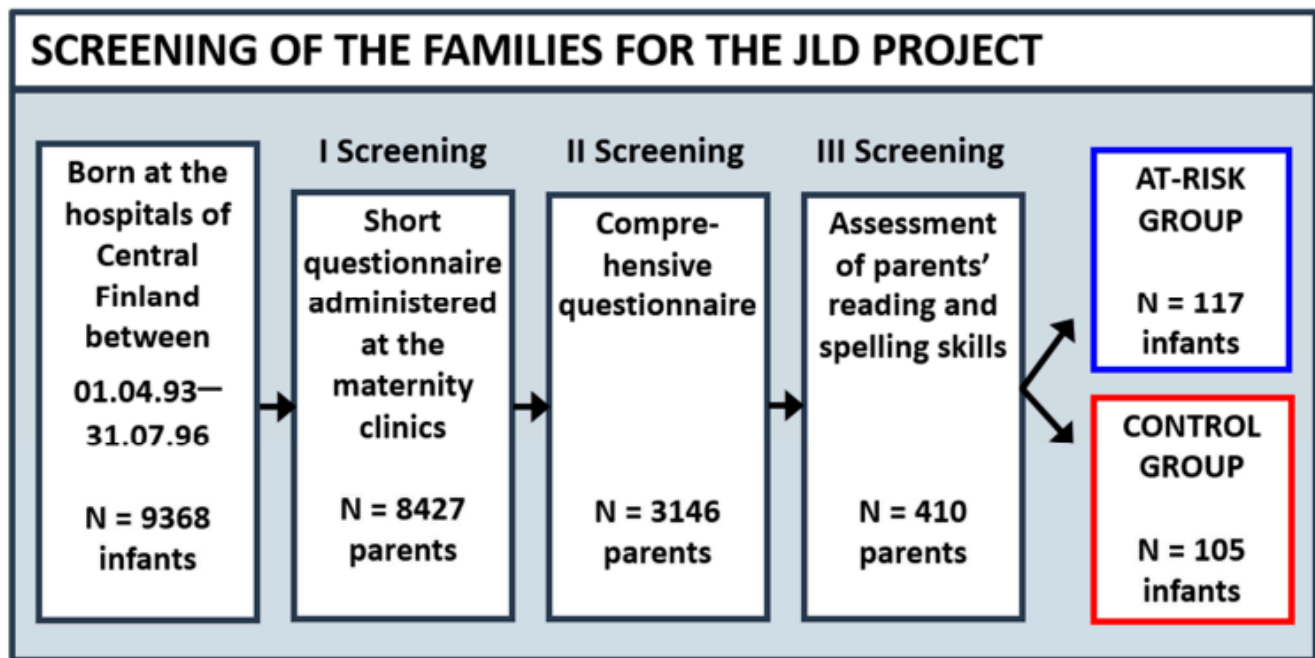 SCREENING OF THE FAMILIES FOR THE JLD PROJECT
Born at the
hospitals of
Central
Finland
between
01.04.93—
31.07.96
N = 9368
infants
I Screening
Short
questionnaire
administered
at the
maternity
clinics
N = 8427
parents
II Screening
Compre-
hensive
questionnaire
N = 3146
parents
III Screening
Assessment
of parents’
reading and
spelling skills
N = 410
parents
AT-RISK
GROUP
N = 117
infants
CONTROL
GROUP
N = 105
infants